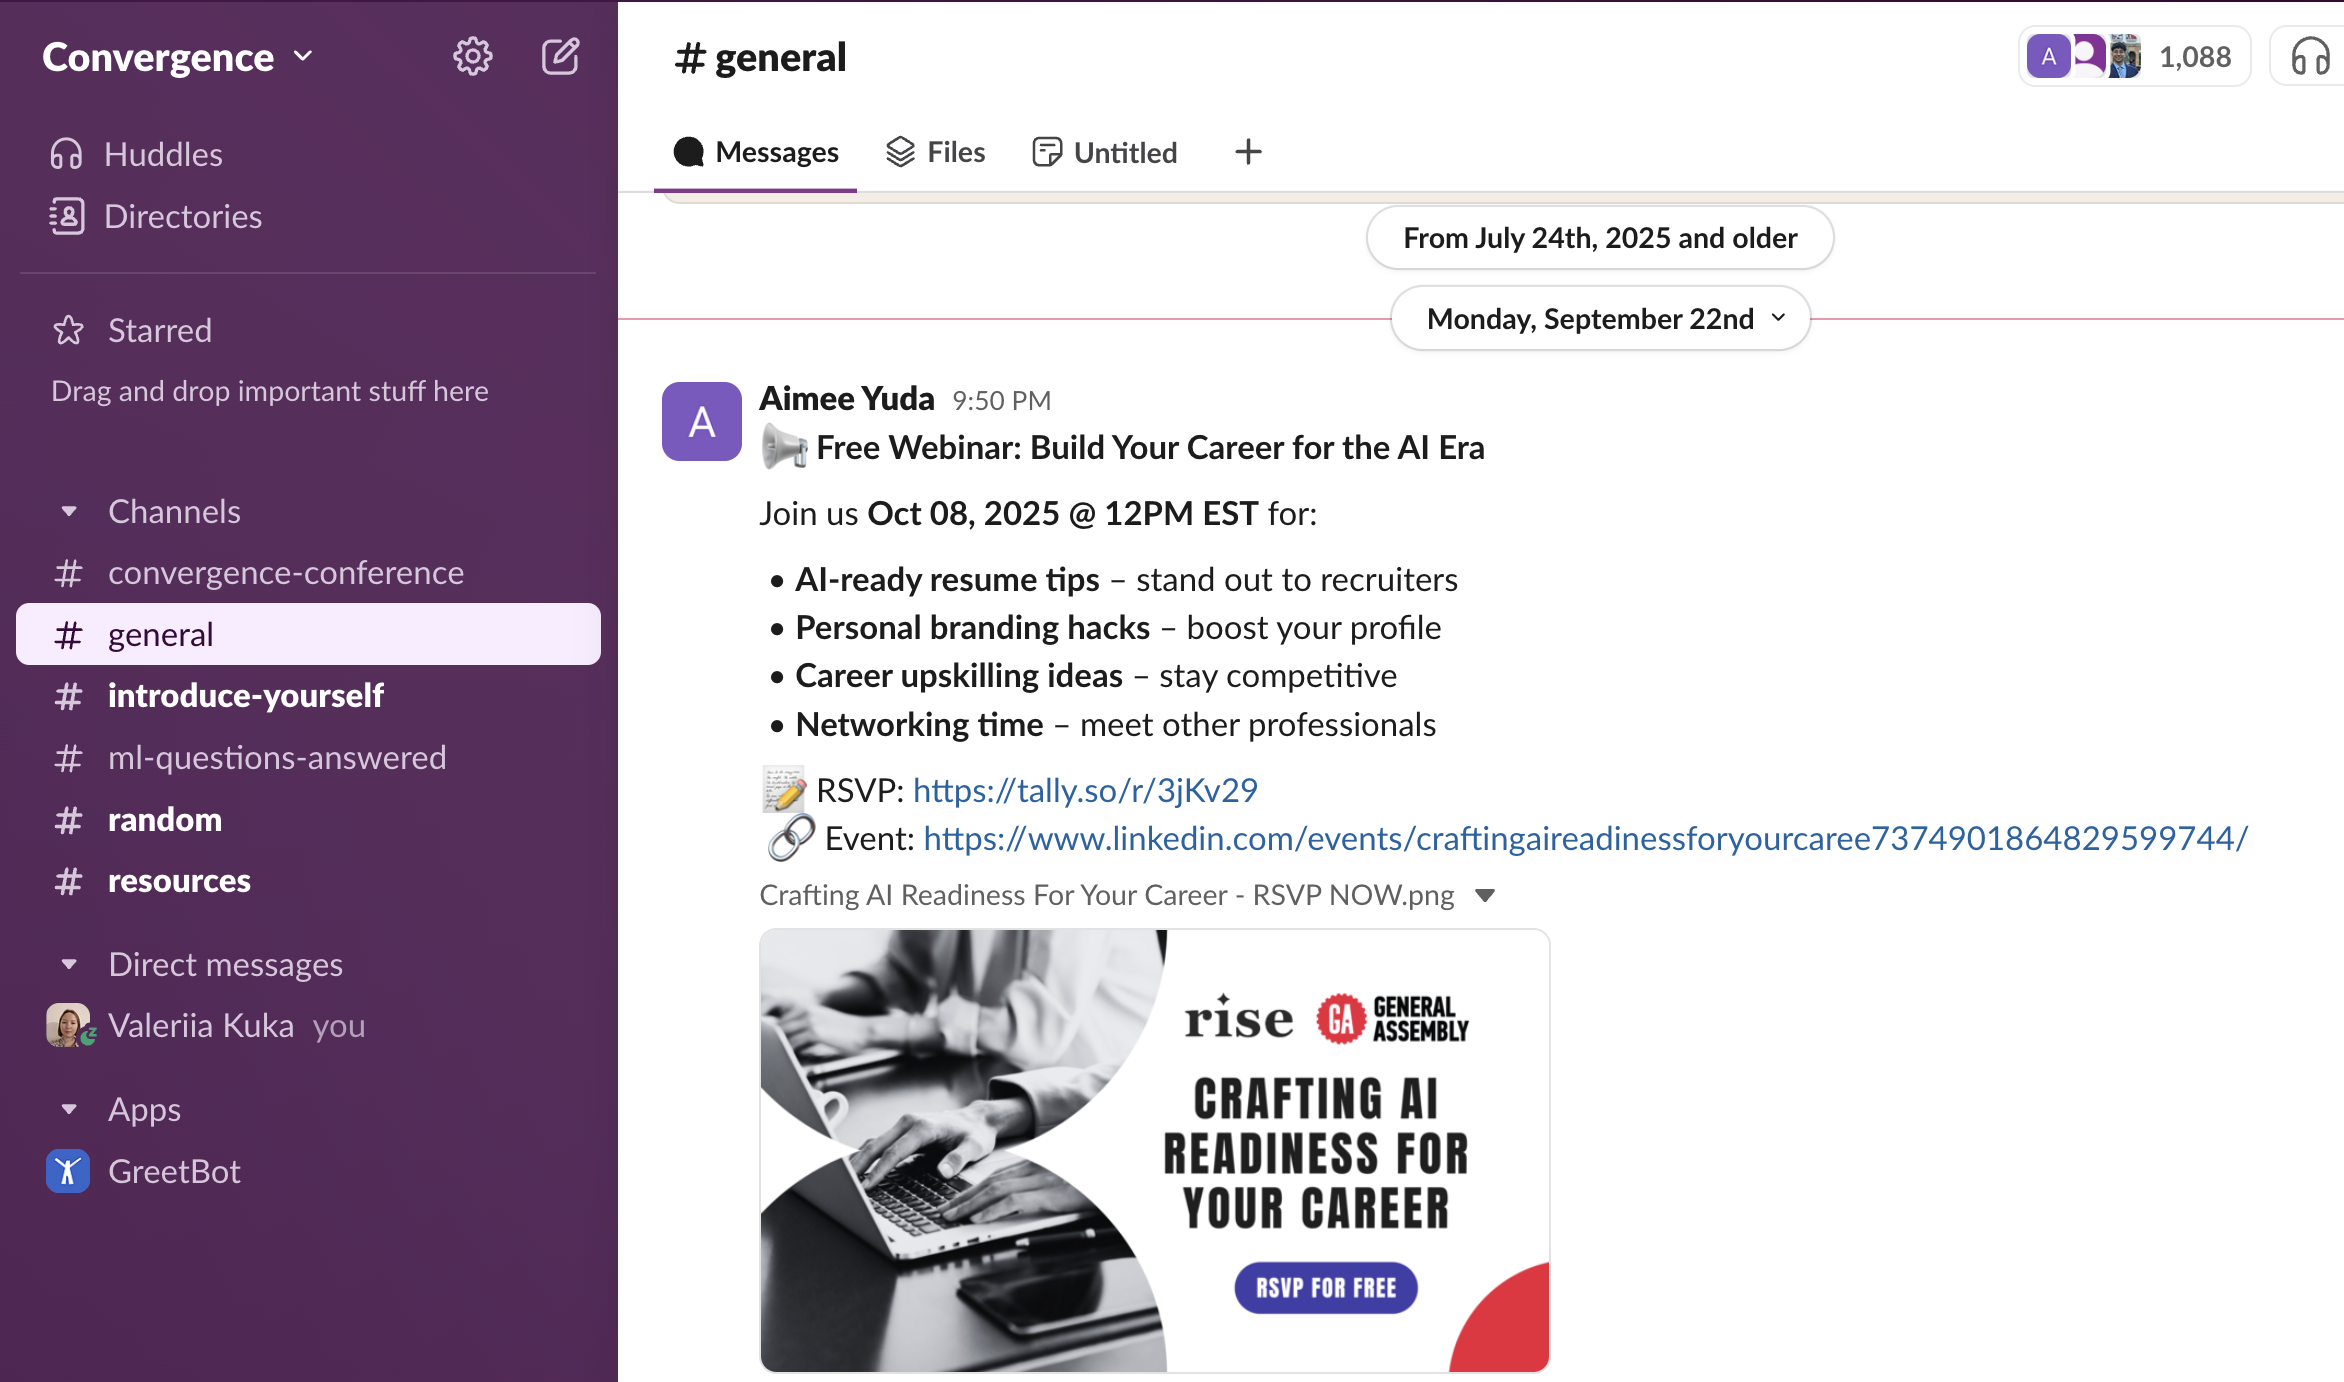 Convergence
Huddles
Directories
Starred
Drag and drop important stuff here
Channels
# convergence-conference
# general
# introduce-yourself
# ml-questions-answered
# random
# resources
Direct messages
Valeriia Kuka you
Apps
GreetBot
# general
A 1,088
Messages Files Untitled +
From July 24th, 2025 and older
Monday, September 22nd
A
Aimee Yuda 9:50 PM
Free Webinar: Build Your Career for the AI Era
Join us Oct 08, 2025 @ 12PM EST for:
• AI-ready resume tips – stand out to recruiters
• Personal branding hacks – boost your profile
• Career upskilling ideas – stay competitive
• Networking time – meet other professionals
RSVP: https://tally.so/r/3jKv29
Event: https://www.linkedin.com/events/craftingaireadinessforyourcaree7374901864829599744/
Crafting AI Readiness For Your Career - RSVP NOW.png
rise GA GENERAL
ASSEMBLY
CRAFTING AI
READINESS FOR
YOUR CAREER
RSVP FOR FREE